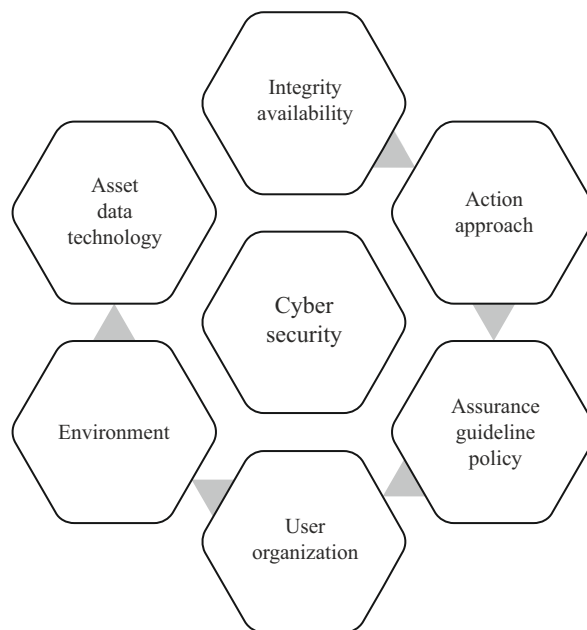 Integrity
availability
Asset
data
technology
Action
approach
Cyber
security
Environment
Assurance
guideline
policy
User
organization